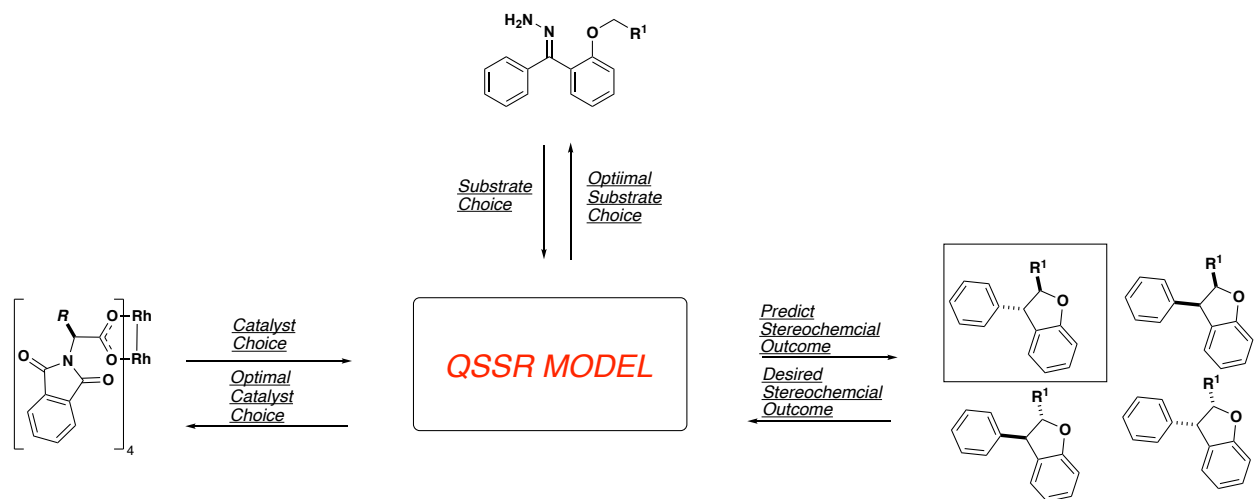 H₂N
N
O
R¹
Substrate
Choice
Optiimal
Substrate
Choice
R
O
Rh
O
Rh
N
O
O
4
Catalyst
Choice
Optimal
Catalyst
Choice
QSSR MODEL
Predict
Stereochemcial
Outcome
Desired
Stereochemcial
Outcome
R¹
O
R¹
O
R¹
O
R¹
O